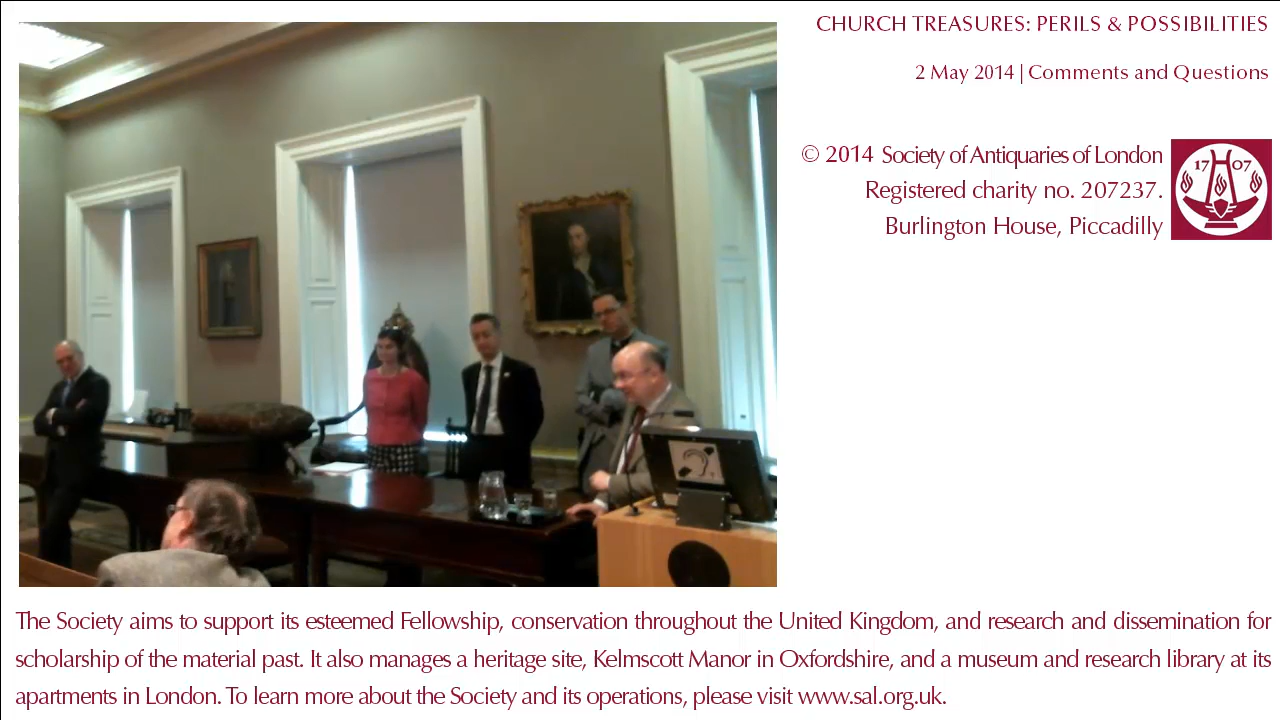 CHURCH TREASURES: PERILS & POSSIBILITIES
2 May 2014 | Comments and Questions
© 2014 Society of Antiquaries of London
Registered charity no. 207237.
Burlington House, Piccadilly
17 07
The Society aims to support its esteemed Fellowship, conservation throughout the United Kingdom, and research and dissemination for
scholarship of the material past. It also manages a heritage site, Kelmscott Manor in Oxfordshire, and a museum and research library at its
apartments in London. To learn more about the Society and its operations, please visit www.sal.org.uk.